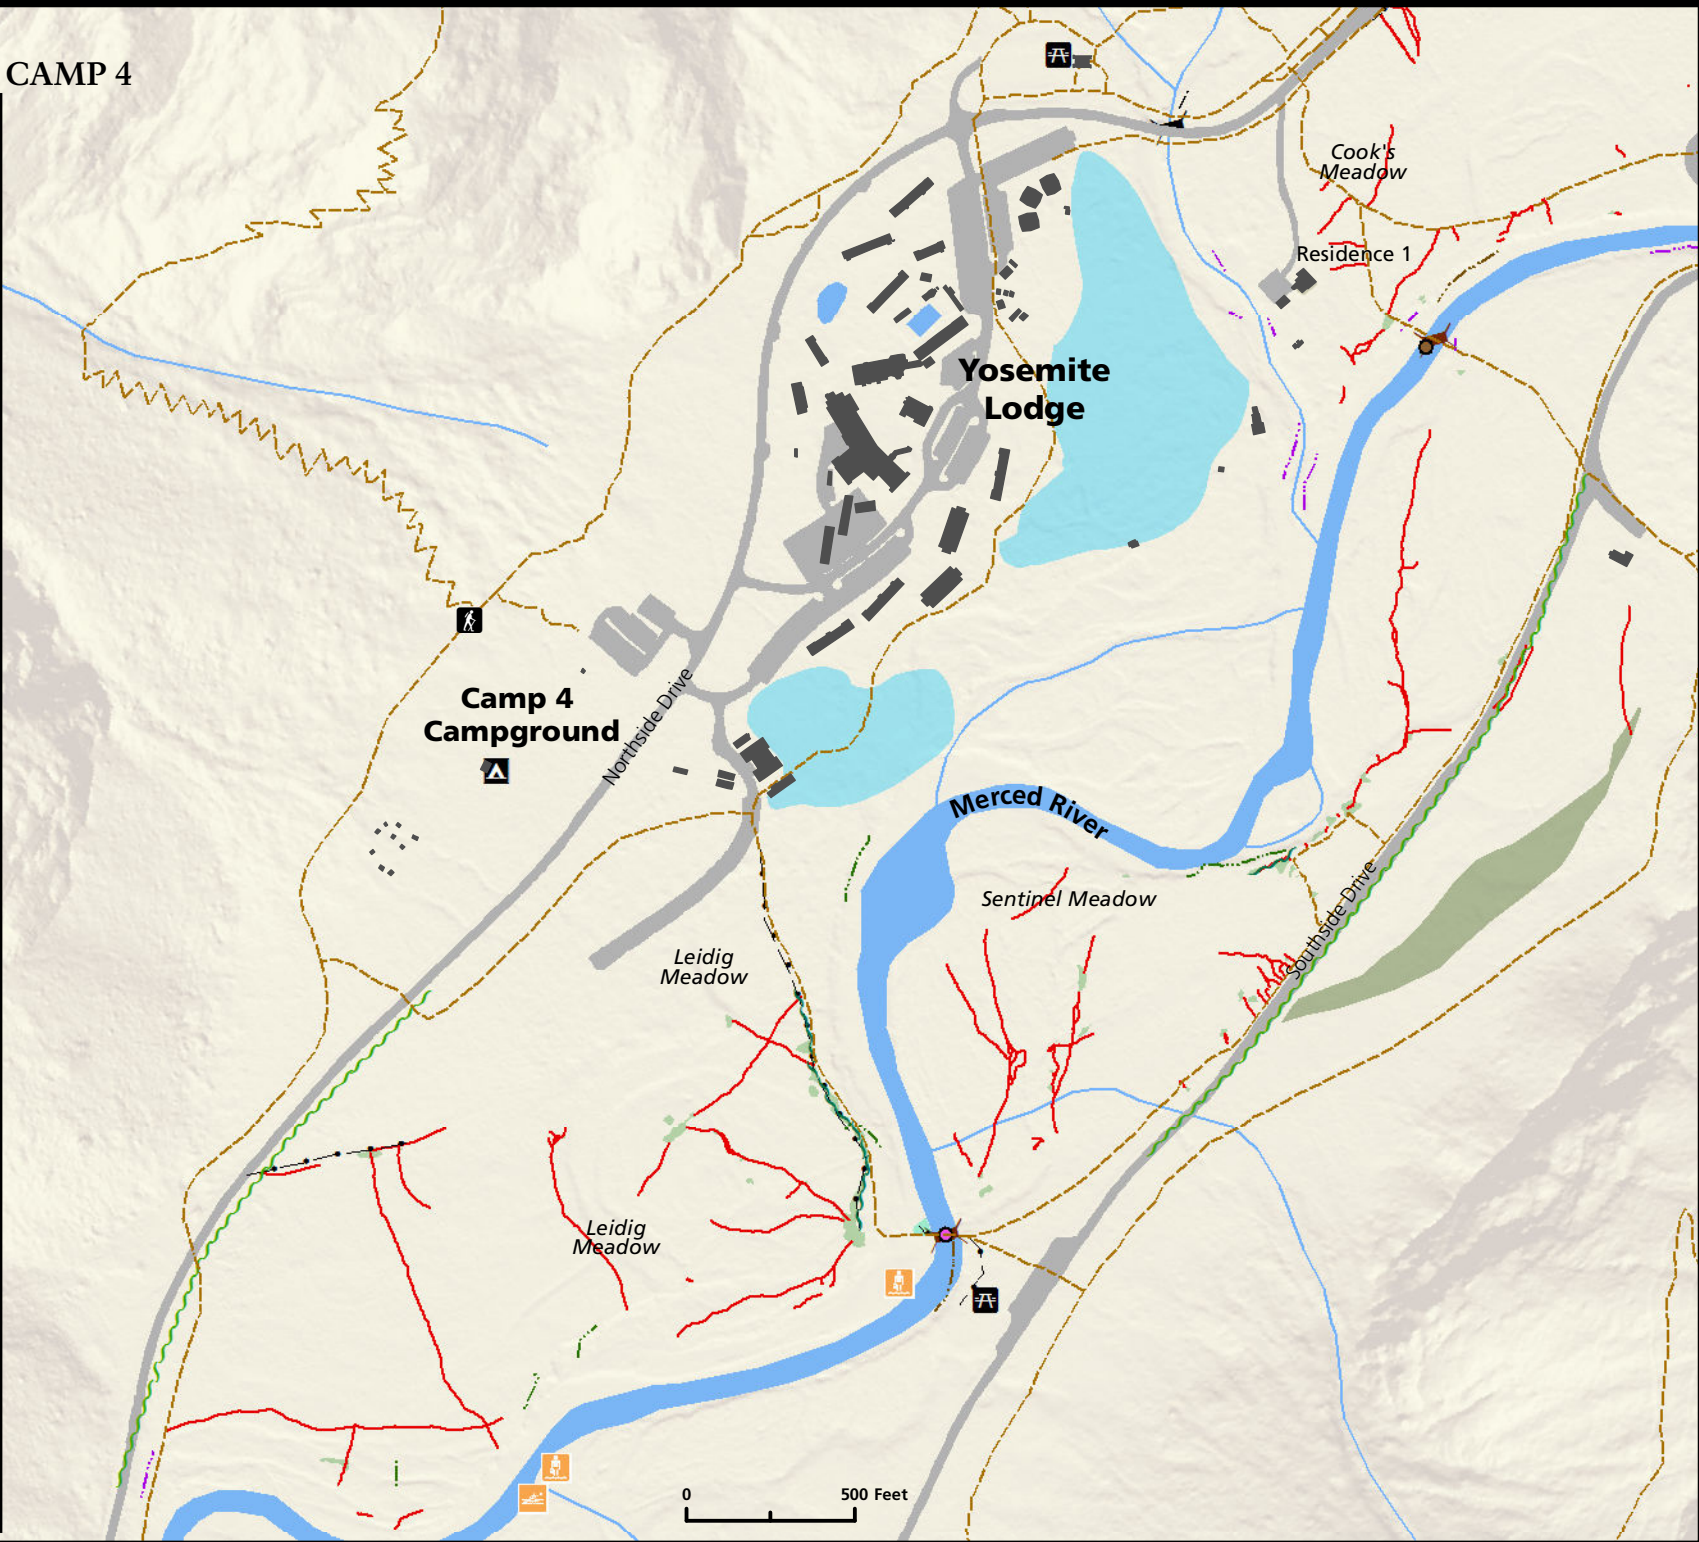 CAMP 4
Cook's
Meadow
Residence 1
Yosemite
Lodge
Camp 4
Campground
Northside Drive
Merced River
Sentinel Meadow
Southside Drive
Leidig
Meadow
Leidig
Meadow
0 500 Feet